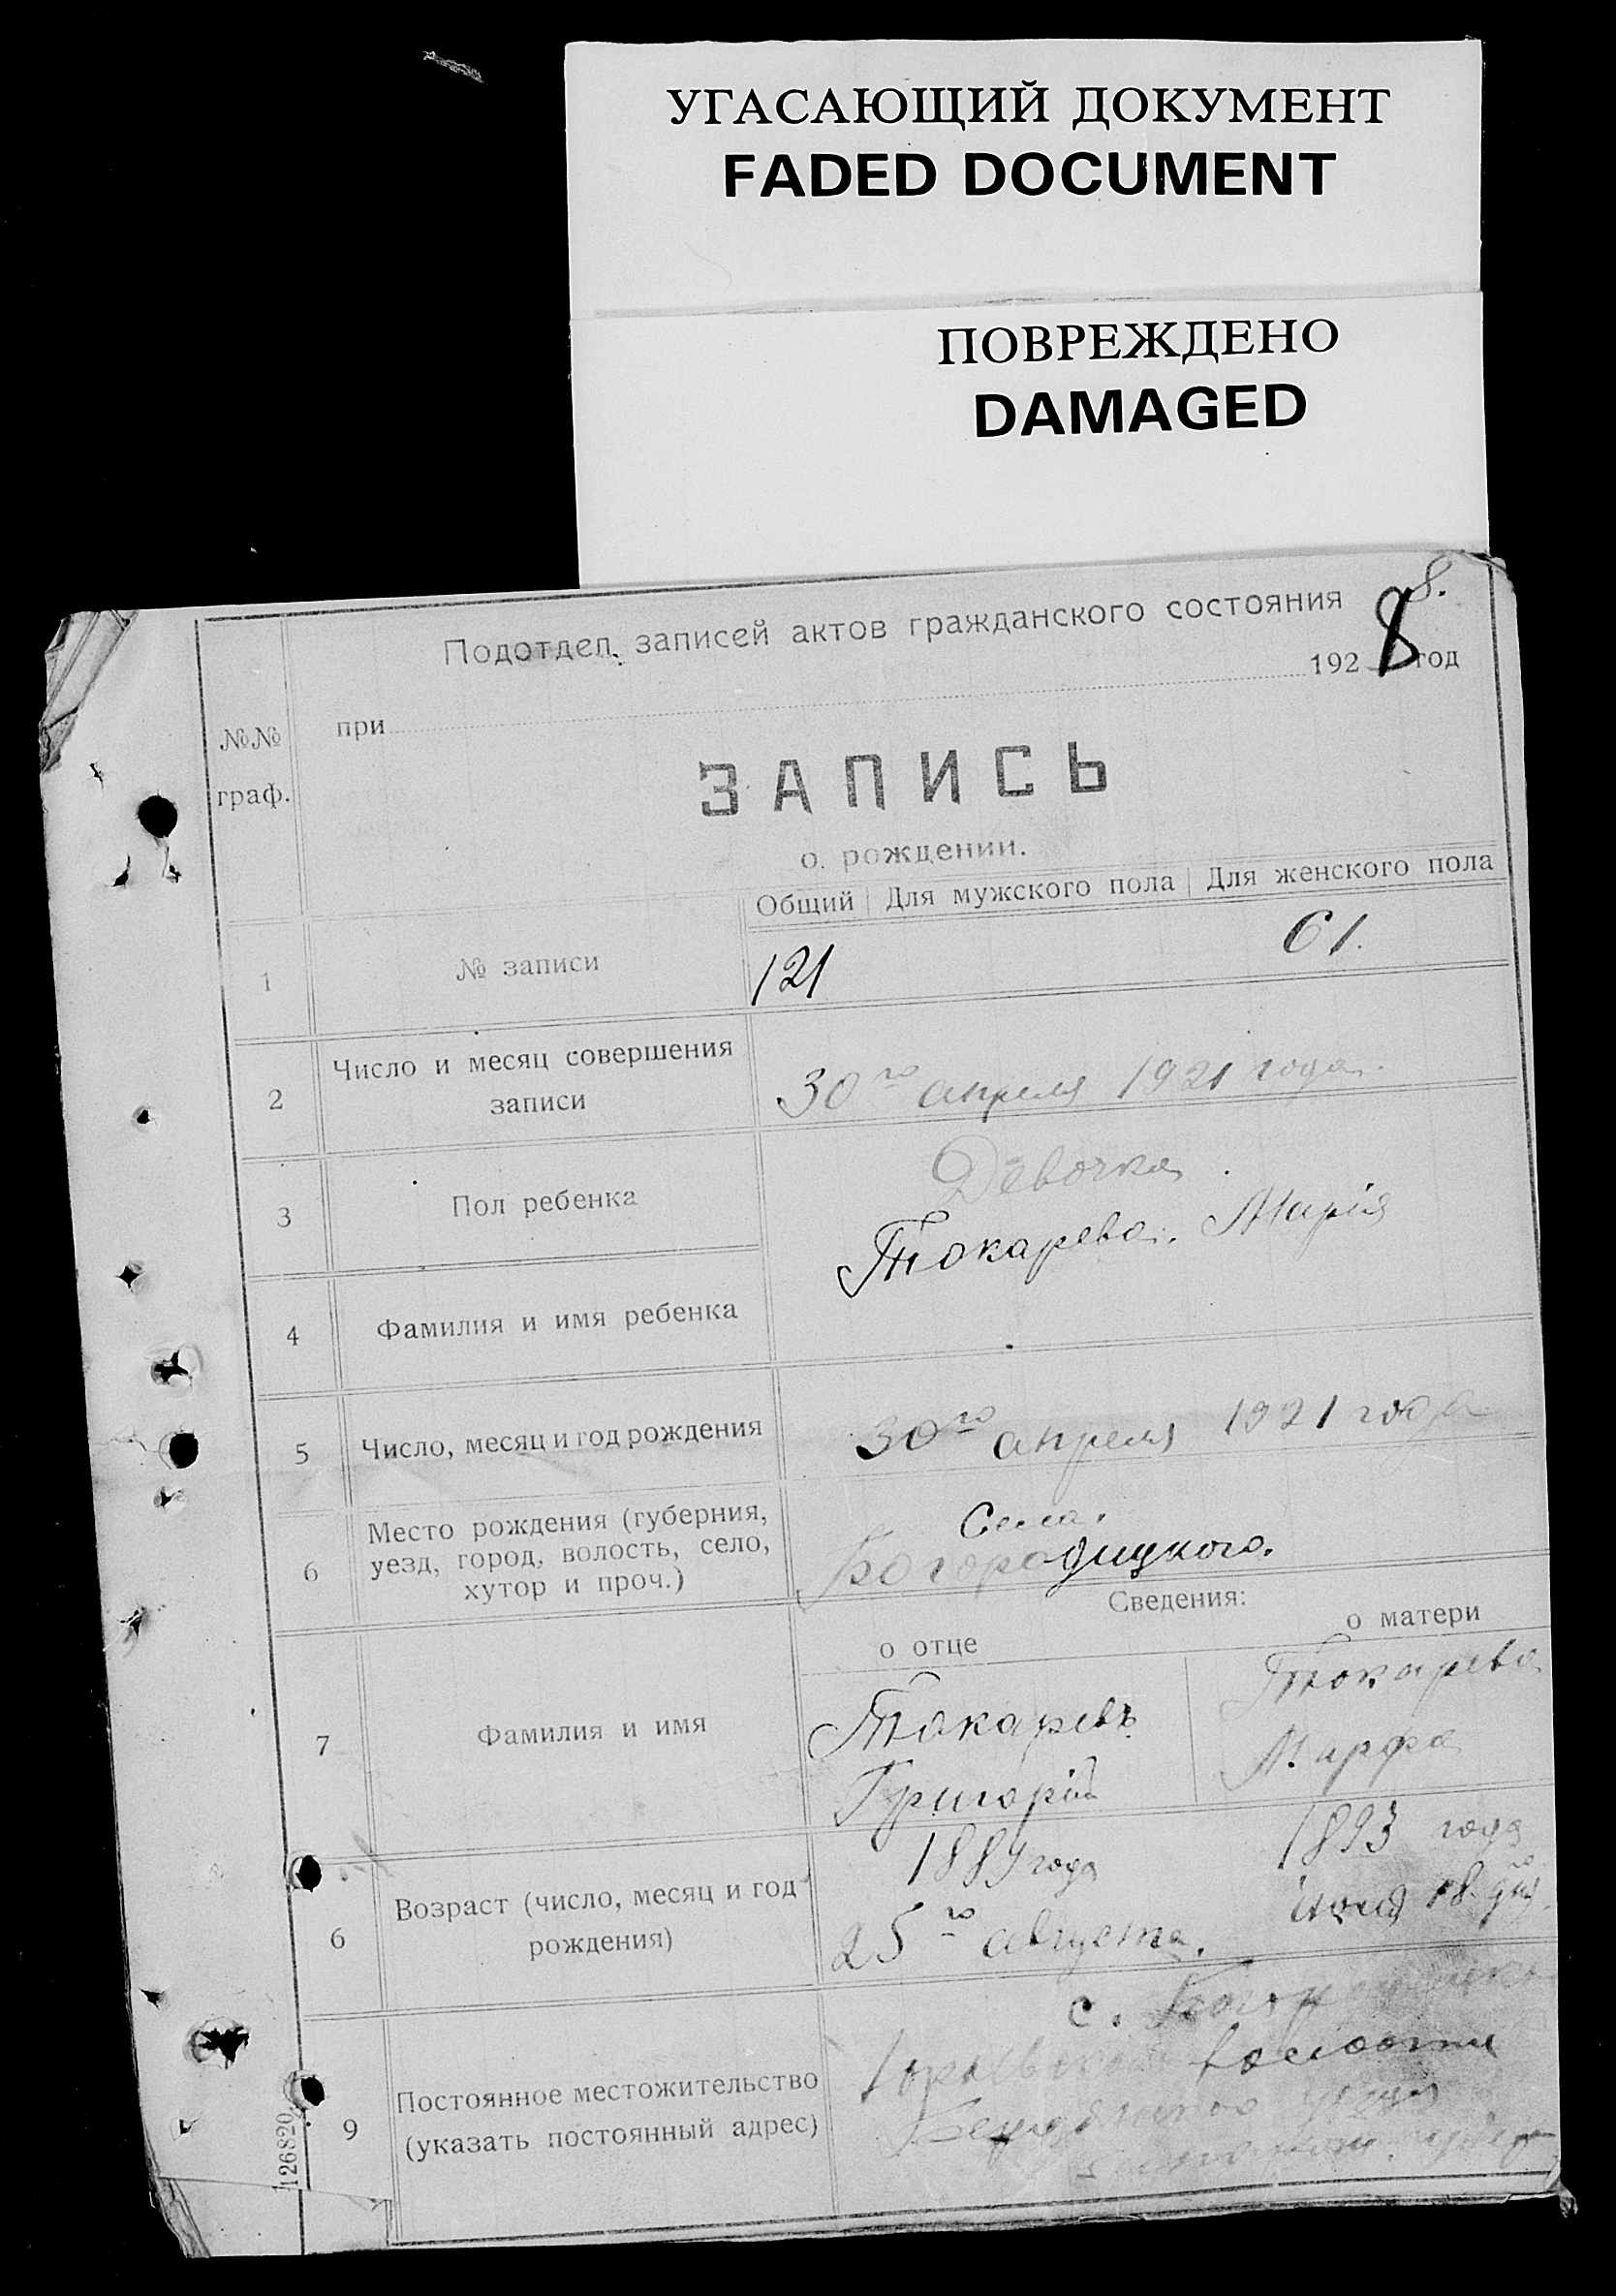 УГАСАЮЩИЙ ДОКУМЕНТ
FADED DOCUMENT
ПОВРЕЖДЕНО
DAMAGED
8.
Подотдел записей актов гражданского состояния
при 192 8 год
№№
граф.
ЗАПИСЬ
о рождении.
Общий Для мужского пола Для женского пола
1 № записи 121 61.
2 Число и месяц совершения
записи
30го апреля 1921 года.
3 Пол ребенка
Девочка.
Токарева. Марія
4 Фамилия и имя ребенка
5 Число, месяц и год рождения 30го апреля 1921 года
6 Место рождения (губерния,
уезд, город, волость, село,
хутор и проч.)
Села.
Богородицкого.
Сведения:
о отце о матери
7 Фамилия и имя
Токаревъ Токарева
Григорій Марфа
6 Возраст (число, месяц и год
рождения)
1889 года 1893 года
25го августа. 18го дня.
9 Постоянное местожительство
(указать постоянный адрес)
с.
волости
126820